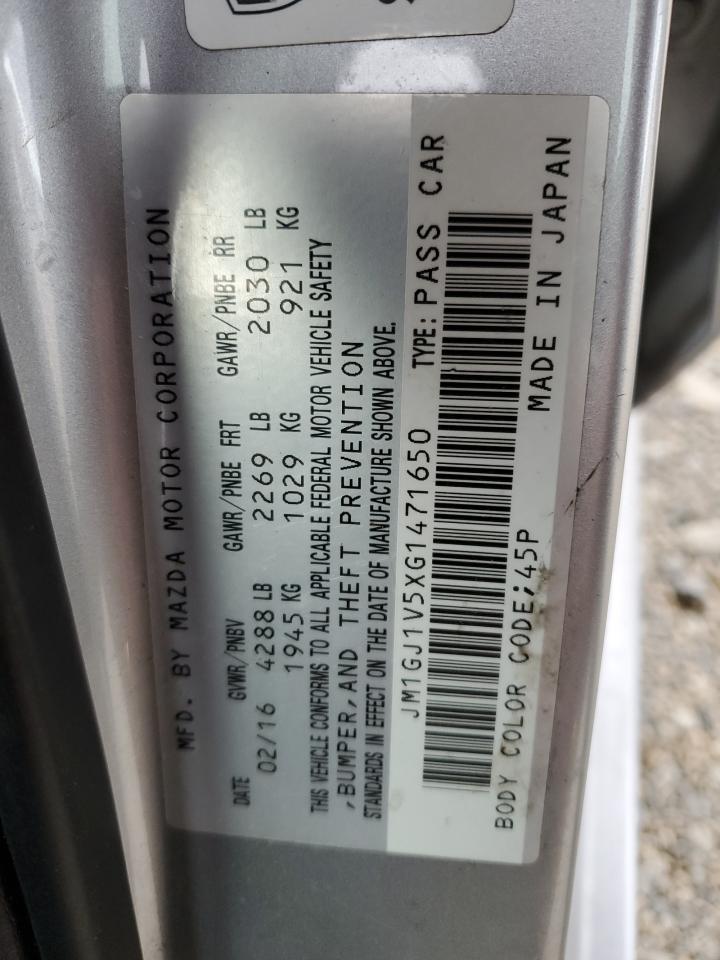 MFD. BY MAZDA MOTOR CORPORATION
DATE GVWR/PNBV GAWR/PNBE FRT GAWR/PNBE RR
02/16 4288 LB 2269 LB 2030 LB
1945 KG 1029 KG 921 KG
THIS VEHICLE CONFORMS TO ALL APPLICABLE FEDERAL MOTOR VEHICLE SAFETY
,BUMPER,AND THEFT PREVENTION
STANDARDS IN EFFECT ON THE DATE OF MANUFACTURE SHOWN ABOVE.
JM1GJ1V5XG1471650 TYPE: PASS CAR
BODY COLOR CODE;45P MADE IN JAPAN